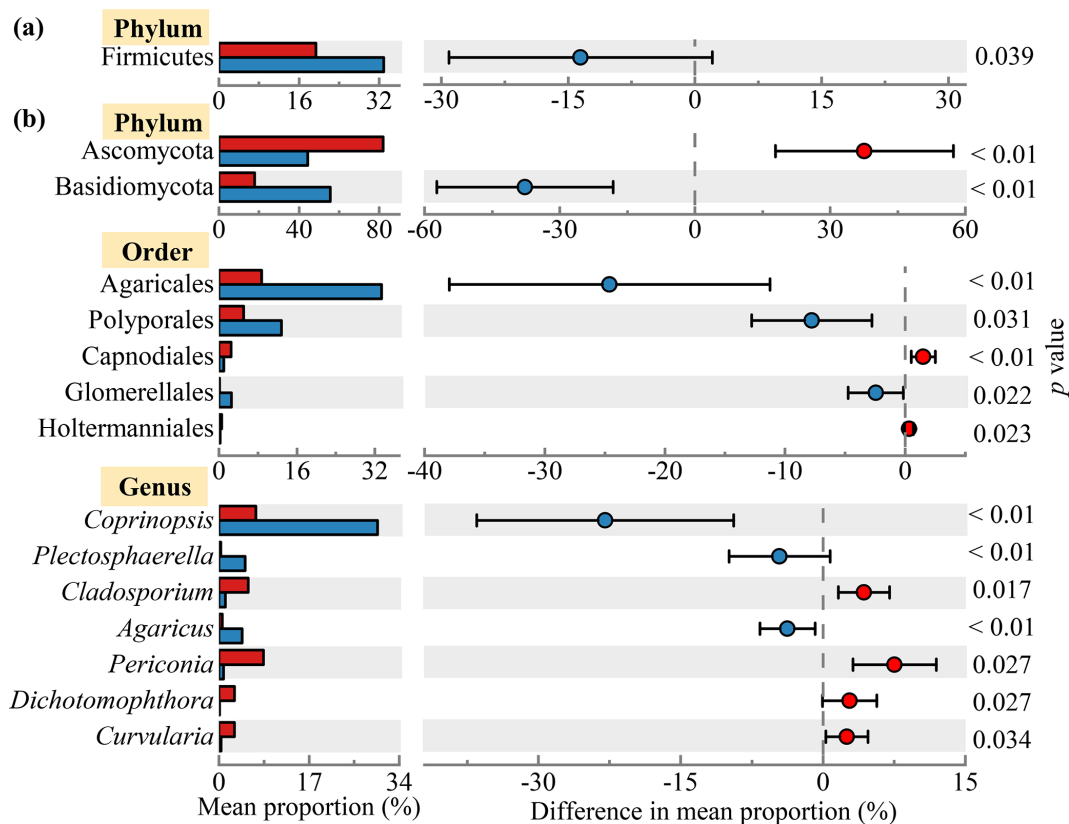 (a) Phylum
Firmicutes 0.039
0 16 32 -30 -15 0 15 30
(b) Phylum
Ascomycota < 0.01
Basidiomycota < 0.01
0 40 80 -60 -30 0 30 60
Order
Agaricales < 0.01
Polyporales 0.031
Capnodiales < 0.01
Glomerellales 0.022
Holtermanniales 0.023
p value
0 16 32 -40 -30 -20 -10 0
Genus
Coprinopsis < 0.01
Plectosphaerella < 0.01
Cladosporium 0.017
Agaricus < 0.01
Periconia 0.027
Dichotomophthora 0.027
Curvularia 0.034
0 17 34 -30 -15 0 15
Mean proportion (%) Difference in mean proportion (%)